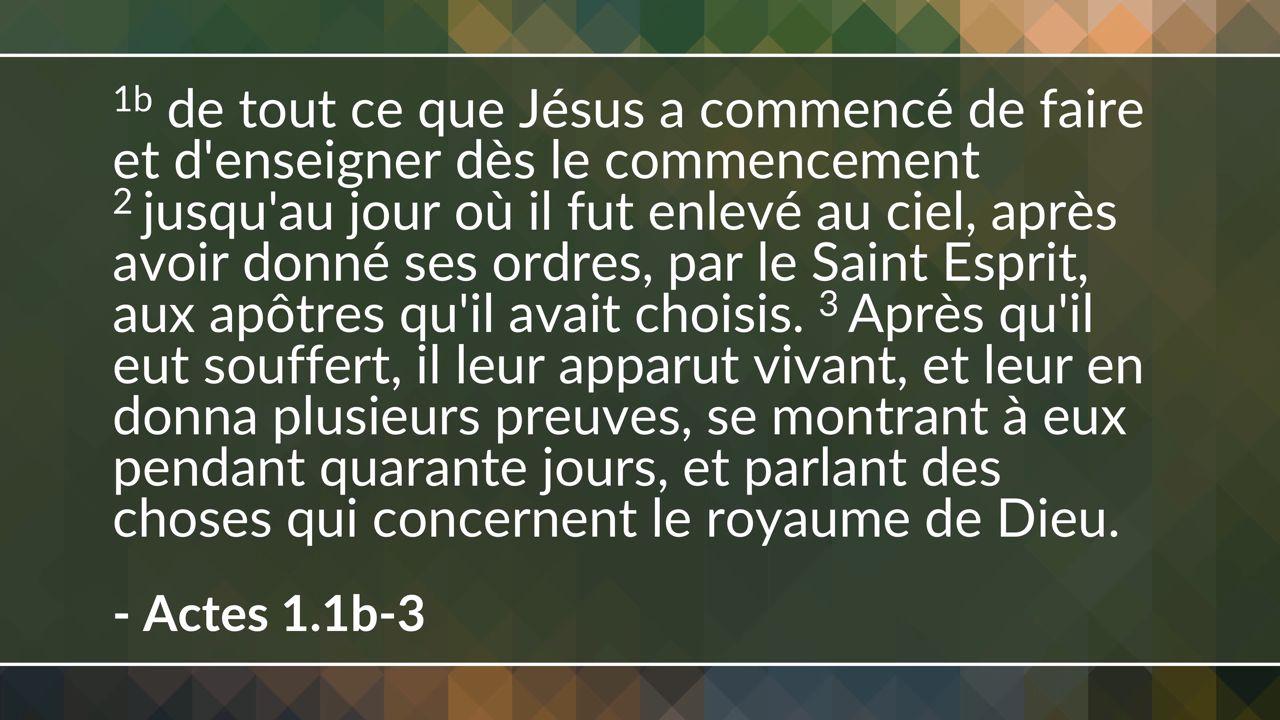 1b de tout ce que Jésus a commencé de faire
et d'enseigner dès le commencement
2 jusqu'au jour où il fut enlevé au ciel, après
avoir donné ses ordres, par le Saint Esprit,
aux apôtres qu'il avait choisis. 3 Après qu'il
eut souffert, il leur apparut vivant, et leur en
donna plusieurs preuves, se montrant à eux
pendant quarante jours, et parlant des
choses qui concernent le royaume de Dieu.
- Actes 1.1b-3